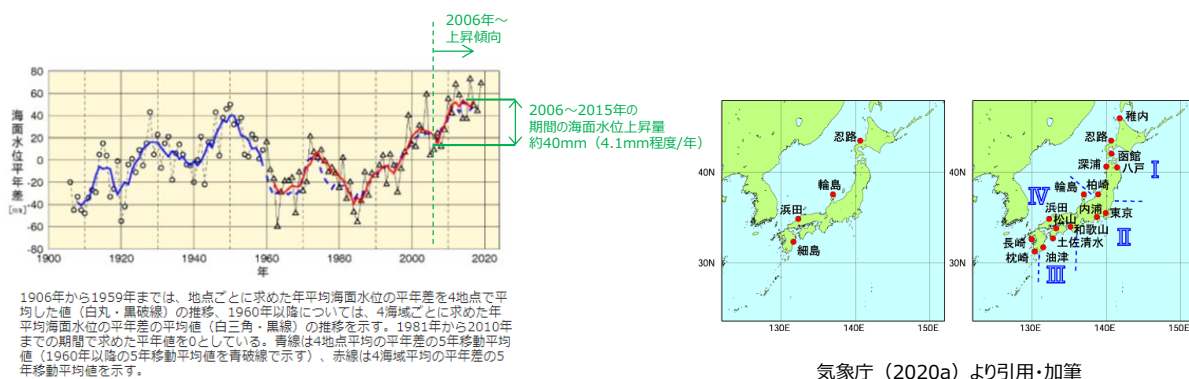 2006年~
上昇傾向
2006~2015年の
期間の海面水位上昇量
約40mm(4.1mm程度/年)
海面水位平年差
[mm]
80
60
40
20
0
-20
-40
-60
-80
1900
1920
1940
1960
1980
2000
2020
年
1906年から1959年までは、地点ごとに求めた年平均海面水位の平年差を4地点で平
均した値(白丸・黒破線)の推移、1960年以降については、4海域ごとに求めた年
平均海面水位の平年差の平均値(白三角・黒線)の推移を示す。1981年から2010年
までの期間で求めた平年値を0としている。青線は4地点平均の平年差の5年移動平均
値(1960年以降の5年移動平均値を青破線で示す)、赤線は4海域平均の平年差の5
年移動平均値を示す。
忍路
輪島
浜田
細島
40N
30N
130E
140E
稚内
忍路
函館
深浦
八戸
I
輪島
柏崎
IV
浜田
内浦
東京
松山
和歌山
II
長崎
土佐清水
枕崎
油津
III
40N
30N
130E
140E
気象庁(2020a)より引用・加筆